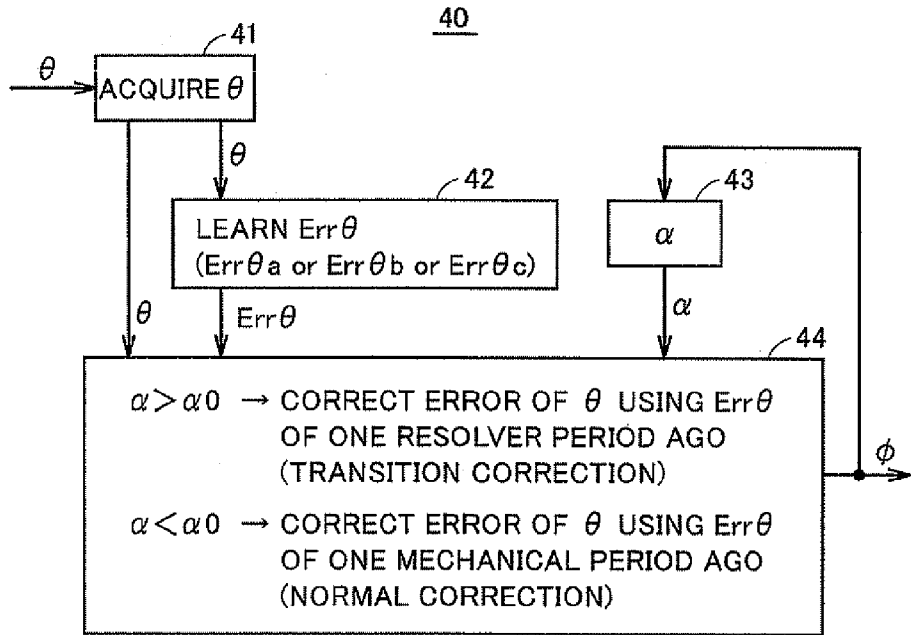 40
41
θ
ACQUIRE θ
θ
42
43
LEARN Errθ
(Errθa or Errθb or Errθc)
α
θ
Errθ
α
44
α>α0 → CORRECT ERROR OF θ USING Errθ
OF ONE RESOLVER PERIOD AGO
(TRANSITION CORRECTION)
ϕ
α<α0 → CORRECT ERROR OF θ USING Errθ
OF ONE MECHANICAL PERIOD AGO
(NORMAL CORRECTION)